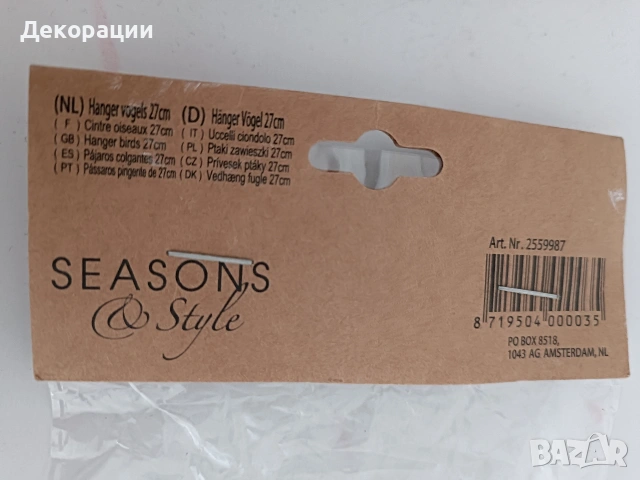 Декорации
(NL) Hanger vogels 27cm
( F ) Cintre oiseaux 27cm
( GB ) Hanger birds 27cm
( ES ) Pájaros colgantes 27cm
( PT ) Pássaros pingente de 27cm
(D) Hänger Vögel 27cm
( IT ) Uccelli ciondolo 27cm
( PL ) Ptaki zawieszki 27cm
( CZ ) Prívesek ptáky 27cm
( DK ) Vedhæng fugle 27cm
SEASONS
& Style
Art. Nr. 2559987
8 719504 000035
PO BOX 8518,
1043 AG AMSTERDAM, NL
BAZAR